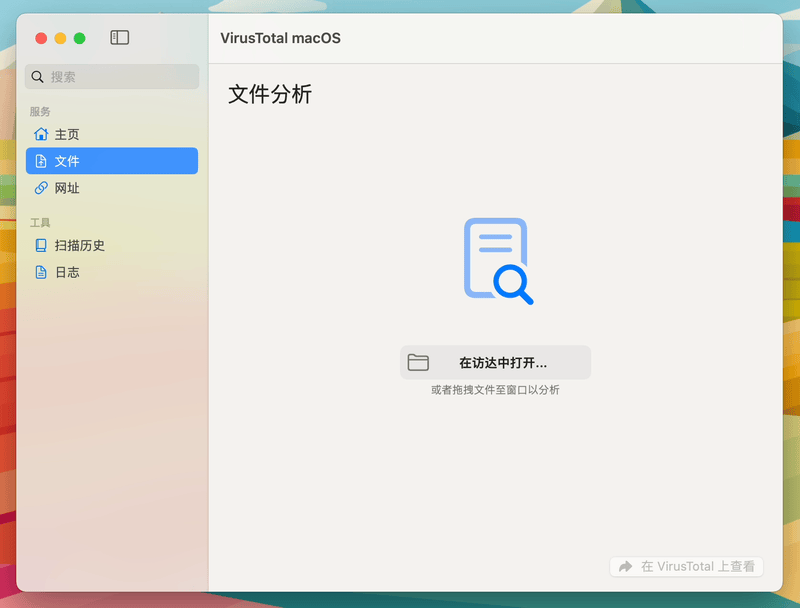 VirusTotal macOS
搜索
服务
主页
文件
网址
工具
扫描历史
日志
文件分析
在访达中打开...
或者拖拽文件至窗口以分析
在 VirusTotal 上查看